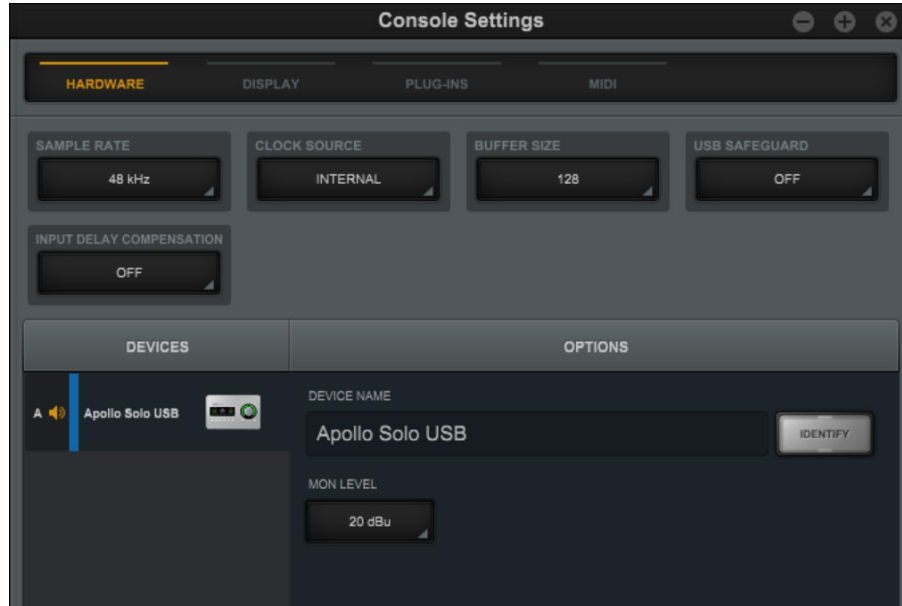 Console Settings
HARDWARE DISPLAY PLUG-INS MIDI
SAMPLE RATE CLOCK SOURCE BUFFER SIZE USB SAFEGUARD
48 kHz INTERNAL 128 OFF
INPUT DELAY COMPENSATION
OFF
DEVICES OPTIONS
DEVICE NAME
A Apollo Solo USB
Apollo Solo USB IDENTIFY
MON LEVEL
20 dBu